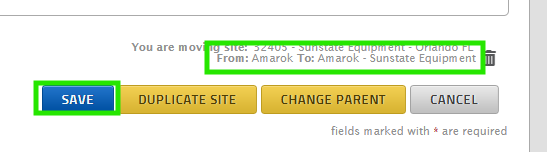 You are moving site: 32403 - Sunstate Equipment - Orlando FL
From: Amarok To: Amarok - Sunstate Equipment
SAVE DUPLICATE SITE CHANGE PARENT CANCEL
fields marked with * are required